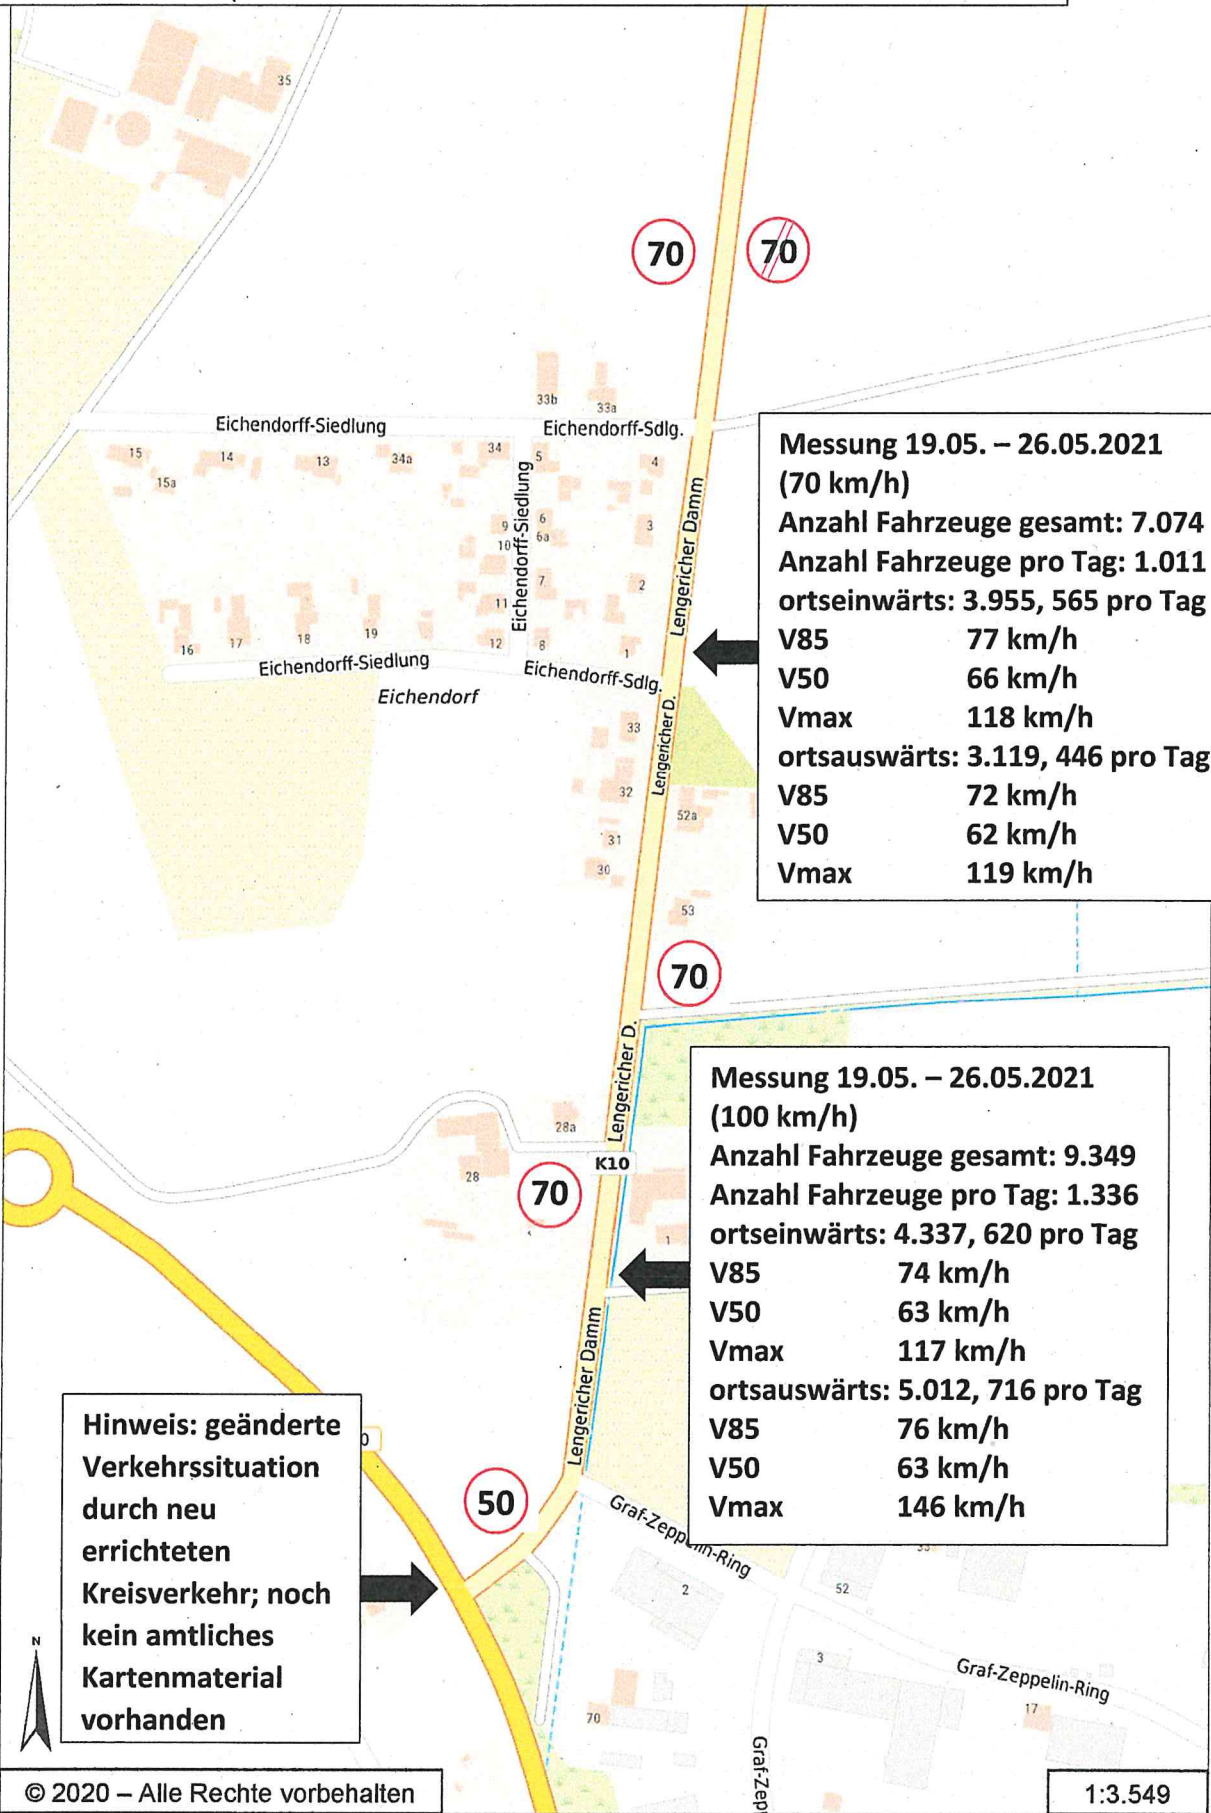 35
70
70
33b
33a
Eichendorff-Siedlung
Eichendorff-Sdlg.
15
15a
14
13
34a
34
5
4
9
10
6
6a
3
Eichendorff-Siedlung
Lengericher Damm
11
7
2
16
17
18
19
12
8
1
Eichendorff-Siedlung
Eichendorff-Sdlg.
Eichendorf
Messung 19.05. – 26.05.2021
(70 km/h)
Anzahl Fahrzeuge gesamt: 7.074
Anzahl Fahrzeuge pro Tag: 1.011
ortseinwärts: 3.955, 565 pro Tag
V85 77 km/h
V50 66 km/h
Vmax 118 km/h
ortsauswärts: 3.119, 446 pro Tag
V85 72 km/h
V50 62 km/h
Vmax 119 km/h
33
Lengericher D.
32
52a
31
30
53
70
Lengericher D.
28a
K10
28
70
1
Messung 19.05. – 26.05.2021
(100 km/h)
Anzahl Fahrzeuge gesamt: 9.349
Anzahl Fahrzeuge pro Tag: 1.336
ortseinwärts: 4.337, 620 pro Tag
V85 74 km/h
V50 63 km/h
Vmax 117 km/h
ortsauswärts: 5.012, 716 pro Tag
V85 76 km/h
V50 63 km/h
Vmax 146 km/h
Lengericher Damm
Hinweis: geänderte
Verkehrssituation
durch neu
errichteten
Kreisverkehr; noch
kein amtliches
Kartenmaterial
vorhanden
50
Graf-Zeppelin-Ring
2
52
3
Graf-Zeppelin-Ring
17
70
Graf-Zep
N
© 2020 – Alle Rechte vorbehalten
1:3.549